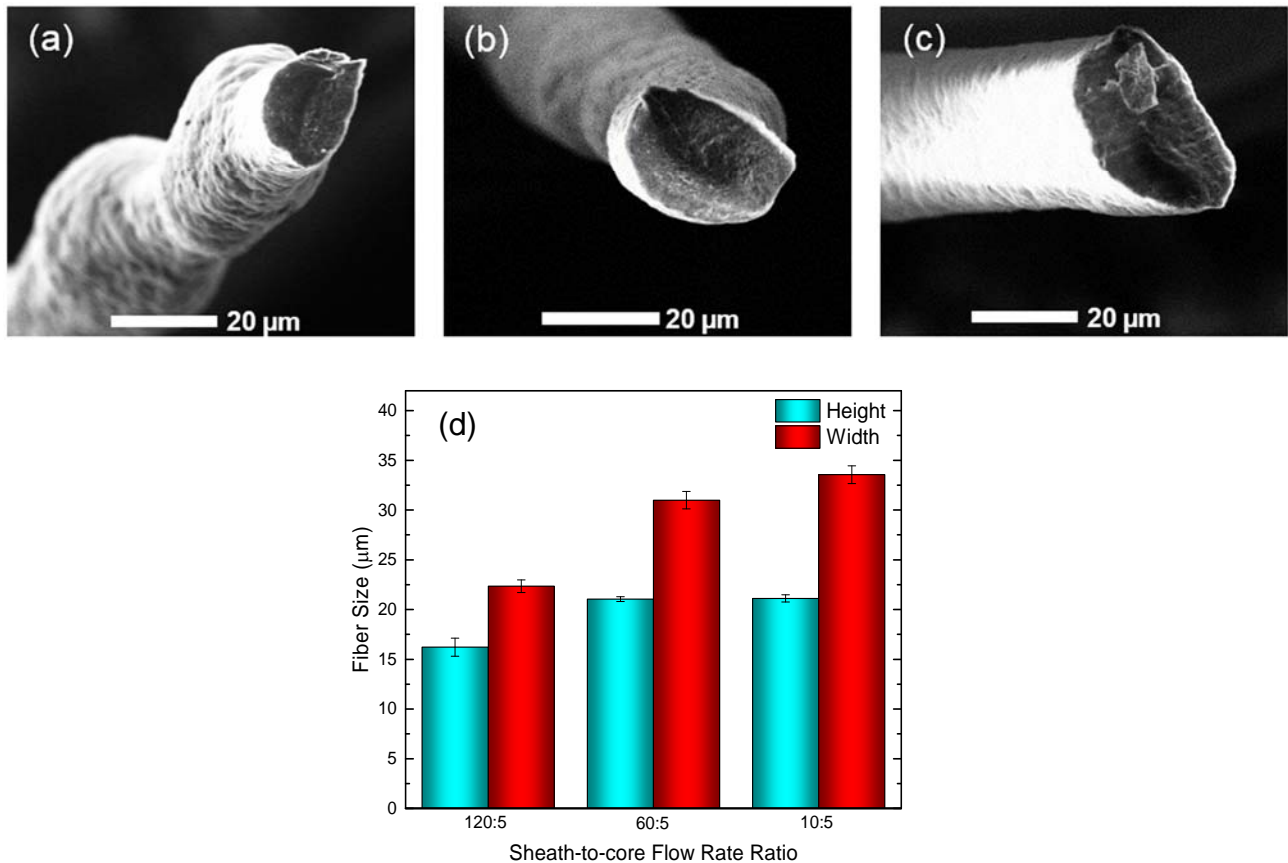 (a)
20 µm
(b)
20 µm
(c)
20 µm
(d)
Height
Width
40
35
30
25
20
15
10
5
0
Fiber Size (µm)
120:5
60:5
10:5
Sheath-to-core Flow Rate Ratio